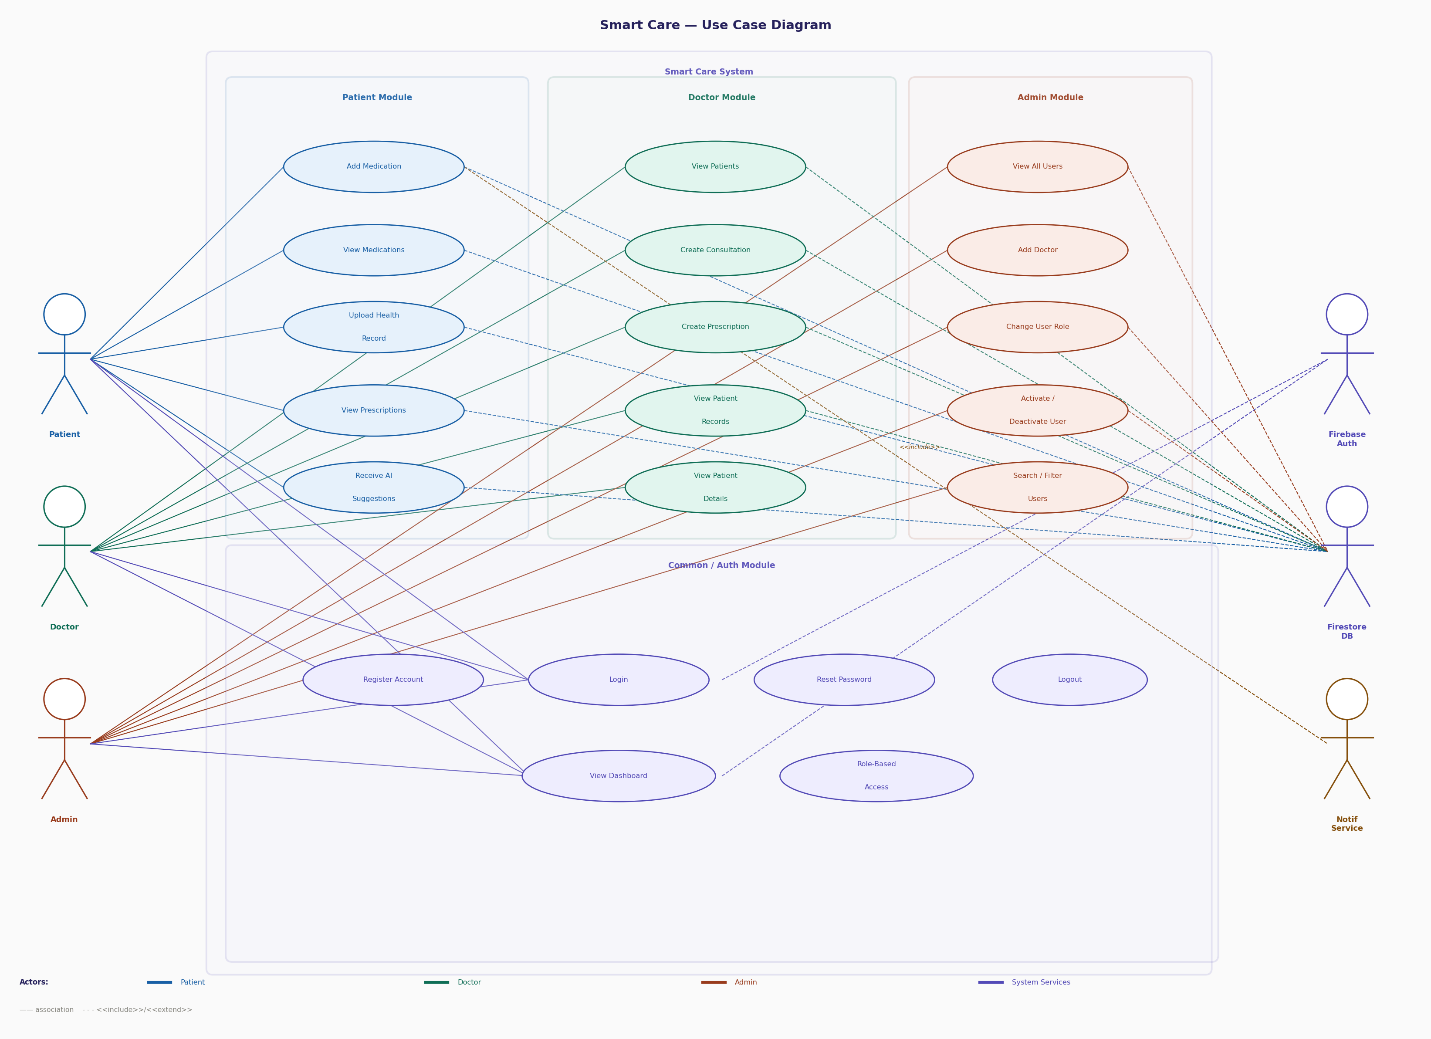 Smart Care — Use Case Diagram
Smart Care System
Patient Module
Doctor Module
Admin Module
Add Medication
View Patients
View All Users
View Medications
Create Consultation
Add Doctor
Upload Health
Record
Create Prescription
Change User Role
View Prescriptions
View Patient
Records
Activate /
Deactivate User
Receive AI
Suggestions
View Patient
Details
Search / Filter
Users
<<include>>
Patient
Doctor
Admin
Firebase
Auth
Firestore
DB
Notif
Service
Common / Auth Module
Register Account
Login
Reset Password
Logout
View Dashboard
Role-Based
Access
Actors:
Patient
Doctor
Admin
System Services
—— association - - - <<include>>/<<extend>>